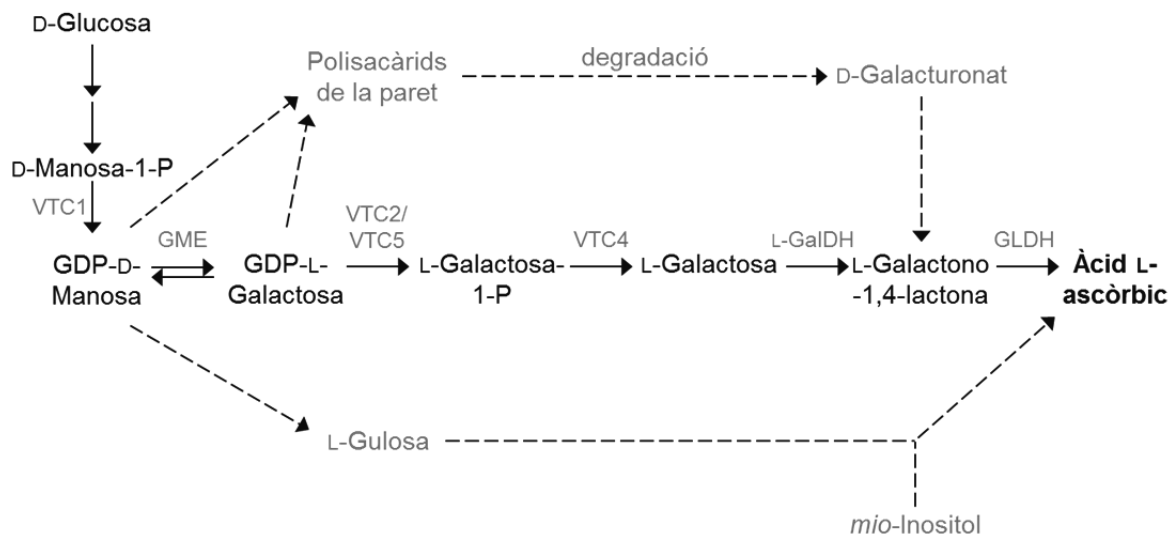 D-Glucosa
Polisacàrids
de la paret
degradació
D-Galacturonat
D-Manosa-1-P
VTC1
GDP-D-
Manosa
GME
GDP-L-
Galactosa
VTC2/
VTC5
L-Galactosa-
1-P
VTC4
L-Galactosa
L-GalDH
L-Galactono
-1,4-lactona
GLDH
Àcid L-
ascòrbic
L-Gulosa
mio-Inositol